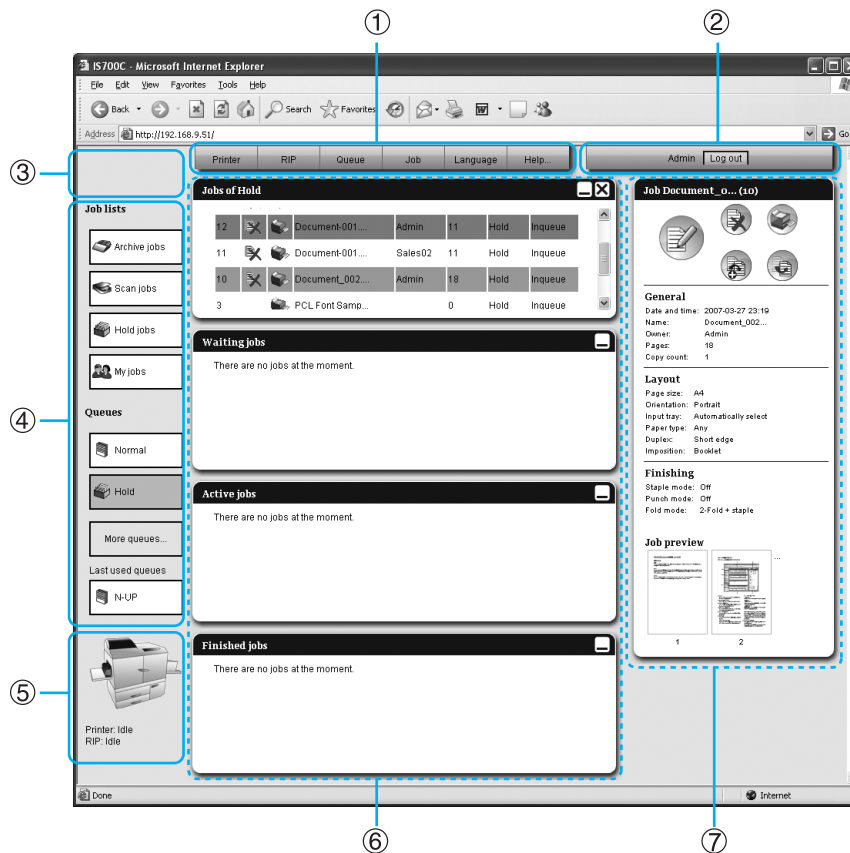 ① ②
IS700C - Microsoft Internet Explorer
File Edit View Favorites Tools Help
Back Search Favorites
Address http://192.168.9.51/ Go
Printer RIP Queue Job Language Help... Admin Log out
③
Jobs of Hold
12 Document-001.... Admin 11 Hold Inqueue
11 Document-001.... Sales02 11 Hold Inqueue
10 Document_002.... Admin 18 Hold Inqueue
3 PCL Font Samp... 0 Hold Inqueue
Job lists
Archive jobs
Scan jobs
Hold jobs
My jobs
④
Queues
Normal
Hold
More queues...
Last used queues
N-UP
⑤
Printer: Idle
RIP: Idle
Waiting jobs
There are no jobs at the moment.
Active jobs
There are no jobs at the moment.
Finished jobs
There are no jobs at the moment.
Job Document_0... (10)
General
Date and time: 2007-03-27 23:19
Name: Document_002...
Owner: Admin
Pages: 18
Copy count: 1
Layout
Page size: A4
Orientation: Portrait
Input tray: Automatically select
Paper type: Any
Duplex: Short edge
Imposition: Booklet
Finishing
Staple mode: Off
Punch mode: Off
Fold mode: 2-Fold + staple
Job preview
...
1 2
Done Internet
⑥ ⑦